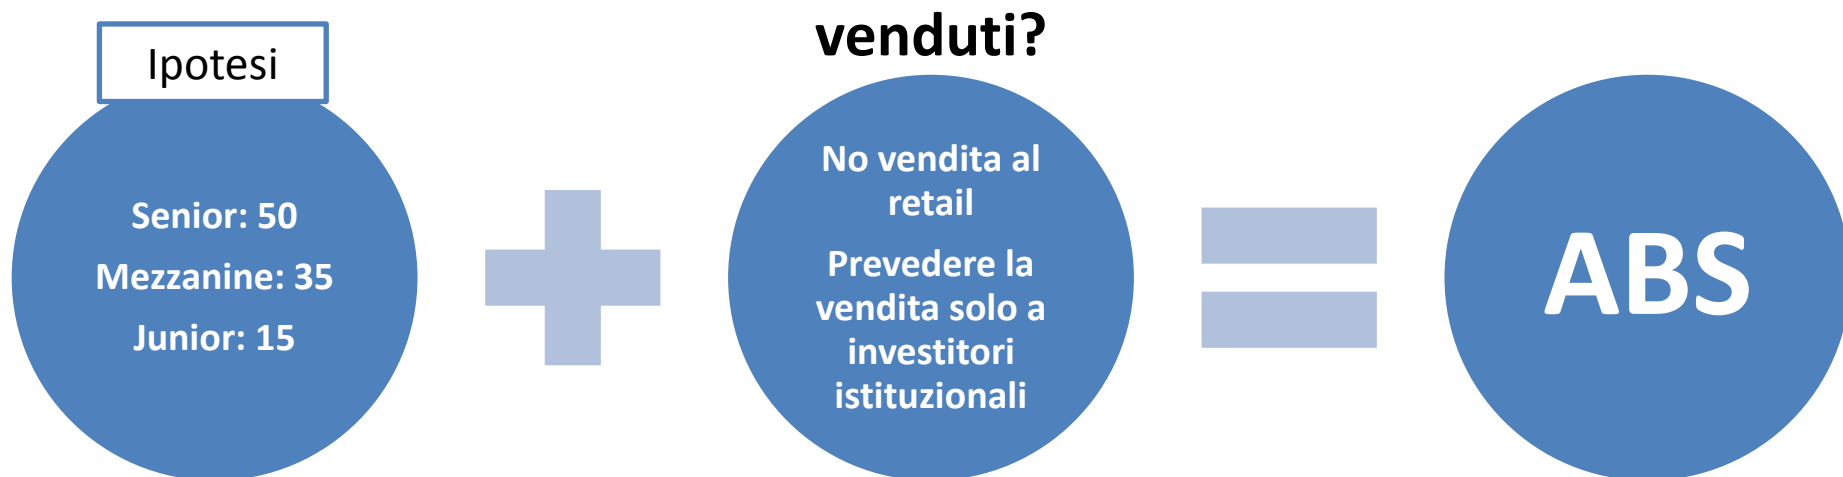 venduti?
Ipotesi
Senior: 50
Mezzanine: 35
Junior: 15
No vendita al
retail
Prevedere la
vendita solo a
investitori
istituzionali
ABS